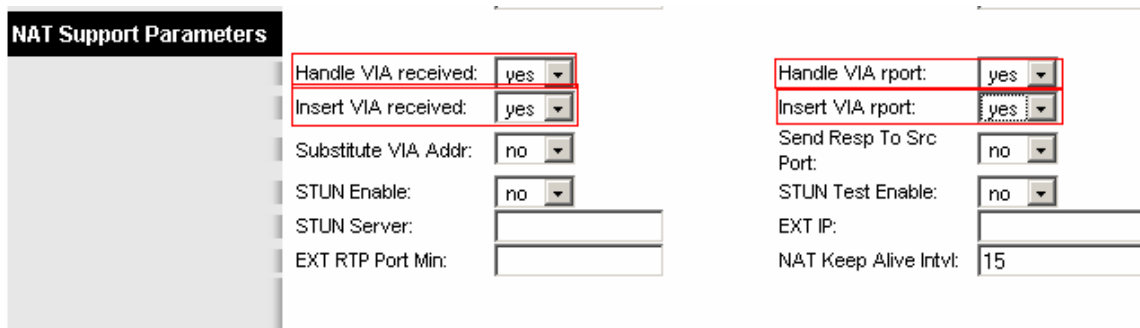 NAT Support Parameters
Handle VIA received: yes Handle VIA rport: yes
Insert VIA received: yes Insert VIA rport: yes
Substitute VIA Addr: no Send Resp To Src
Port: no
STUN Enable: no STUN Test Enable: no
STUN Server: EXT IP:
EXT RTP Port Min: NAT Keep Alive Intvl: 15